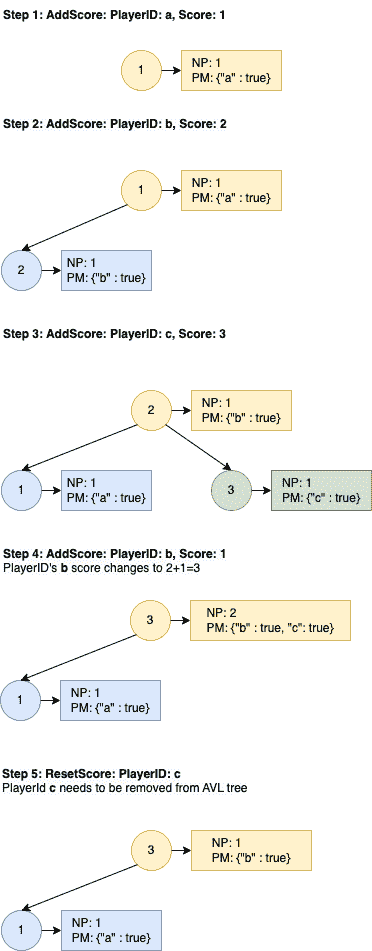 Step 1: AddScore: PlayerID: a, Score: 1
1
NP: 1
PM: {"a" : true}
Step 2: AddScore: PlayerID: b, Score: 2
1
NP: 1
PM: {"a" : true}
2
NP: 1
PM: {"b" : true}
Step 3: AddScore: PlayerID: c, Score: 3
2
NP: 1
PM: {"b" : true}
1
NP: 1
PM: {"a" : true}
3
NP: 1
PM: {"c" : true}
Step 4: AddScore: PlayerID: b, Score: 1
PlayerID's b score changes to 2+1=3
3
NP: 2
PM: {"b" : true, "c": true}
1
NP: 1
PM: {"a" : true}
Step 5: ResetScore: PlayerID: c
PlayerId c needs to be removed from AVL tree
3
NP: 1
PM: {"b" : true}
1
NP: 1
PM: {"a" : true}